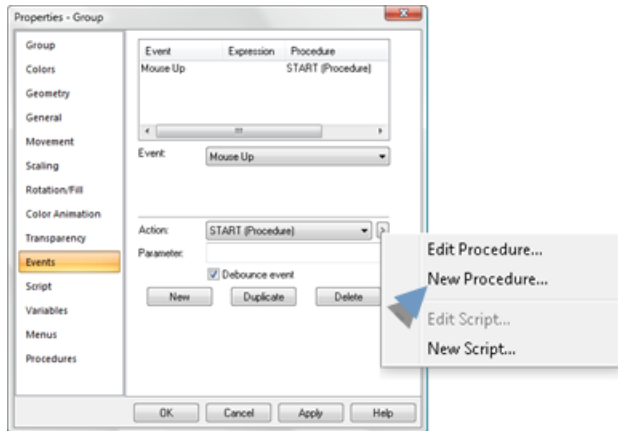 Properties - Group
Group
Colors
Geometry
General
Movement
Scaling
Rotation/Fill
Color Animation
Transparency
Events
Script
Variables
Menus
Procedures
Event Expression Procedure
Mouse Up START (Procedure)
Event: Mouse Up
Action: START (Procedure) >
Parameter:
Debounce event
New Duplicate Delete
OK Cancel Apply Help
Edit Procedure...
New Procedure...
Edit Script...
New Script...